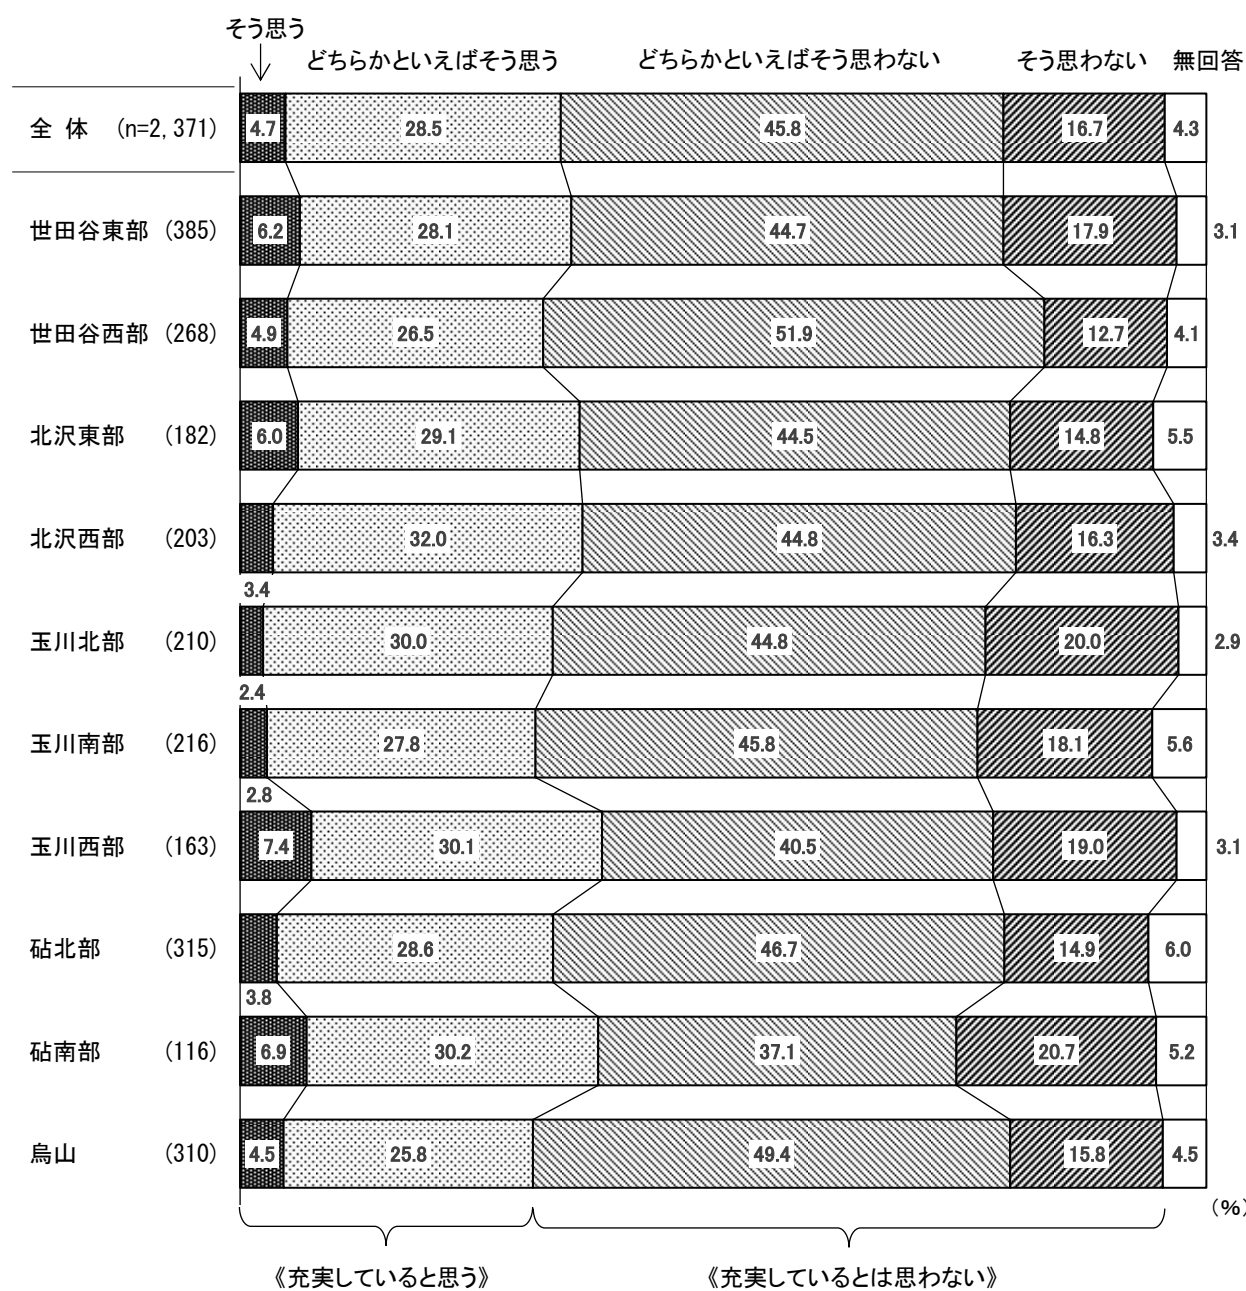 そう思う
どちらかといえばそう思う どちらかといえばそう思わない そう思わない 無回答
全 体 (n=2,371) 4.7 28.5 45.8 16.7 4.3
世田谷東部 (385) 6.2 28.1 44.7 17.9 3.1
世田谷西部 (268) 4.9 26.5 51.9 12.7 4.1
北沢東部 (182) 6.0 29.1 44.5 14.8 5.5
北沢西部 (203) 32.0 44.8 16.3 3.4
3.4
玉川北部 (210) 30.0 44.8 20.0 2.9
2.4
玉川南部 (216) 27.8 45.8 18.1 5.6
2.8
玉川西部 (163) 7.4 30.1 40.5 19.0 3.1
砧北部 (315) 28.6 46.7 14.9 6.0
3.8
砧南部 (116) 6.9 30.2 37.1 20.7 5.2
烏山 (310) 4.5 25.8 49.4 15.8 4.5
(%)
《充実していると思う》 《充実しているとは思わない》